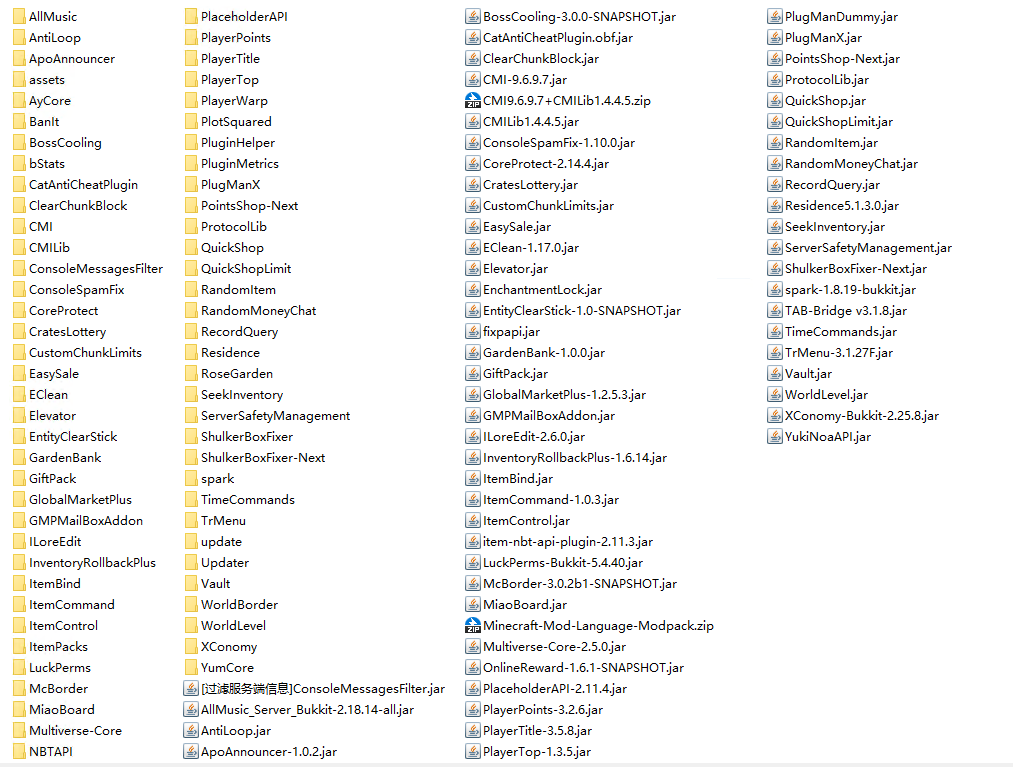 AllMusic
AntiLoop
ApoAnnouncer
assets
AyCore
BanIt
BossCooling
bStats
CatAntiCheatPlugin
ClearChunkBlock
CMI
CMILib
ConsoleMessagesFilter
ConsoleSpamFix
CoreProtect
CratesLottery
CustomChunkLimits
EasySale
EClean
Elevator
EntityClearStick
GardenBank
GiftPack
GlobalMarketPlus
GMPMailBoxAddon
ILoreEdit
InventoryRollbackPlus
ItemBind
ItemCommand
ItemControl
ItemPacks
LuckPerms
McBorder
MiaoBoard
Multiverse-Core
NBTAPI
PlaceholderAPI
PlayerPoints
PlayerTitle
PlayerTop
PlayerWarp
PlotSquared
PluginHelper
PluginMetrics
PlugManX
PointsShop-Next
ProtocolLib
QuickShop
QuickShopLimit
RandomItem
RandomMoneyChat
RecordQuery
Residence
RoseGarden
SeekInventory
ServerSafetyManagement
ShulkerBoxFixer
ShulkerBoxFixer-Next
spark
TimeCommands
TrMenu
update
Updater
Vault
WorldBorder
WorldLevel
XConomy
YumCore
[过滤服务端信息]ConsoleMessagesFilter.jar
AllMusic_Server_Bukkit-2.18.14-all.jar
AntiLoop.jar
ApoAnnouncer-1.0.2.jar
BossCooling-3.0.0-SNAPSHOT.jar
CatAntiCheatPlugin.obf.jar
ClearChunkBlock.jar
CMI-9.6.9.7.jar
CMI9.6.9.7+CMILib1.4.4.5.zip
CMILib1.4.4.5.jar
ConsoleSpamFix-1.10.0.jar
CoreProtect-2.14.4.jar
CratesLottery.jar
CustomChunkLimits.jar
EasySale.jar
EClean-1.17.0.jar
Elevator.jar
EnchantmentLock.jar
EntityClearStick-1.0-SNAPSHOT.jar
fixpapi.jar
GardenBank-1.0.0.jar
GiftPack.jar
GlobalMarketPlus-1.2.5.3.jar
GMPMailBoxAddon.jar
ILoreEdit-2.6.0.jar
InventoryRollbackPlus-1.6.14.jar
ItemBind.jar
ItemCommand-1.0.3.jar
ItemControl.jar
item-nbt-api-plugin-2.11.3.jar
LuckPerms-Bukkit-5.4.40.jar
McBorder-3.0.2b1-SNAPSHOT.jar
MiaoBoard.jar
Minecraft-Mod-Language-Modpack.zip
Multiverse-Core-2.5.0.jar
OnlineReward-1.6.1-SNAPSHOT.jar
PlaceholderAPI-2.11.4.jar
PlayerPoints-3.2.6.jar
PlayerTitle-3.5.8.jar
PlayerTop-1.3.5.jar
PlugManDummy.jar
PlugManX.jar
PointsShop-Next.jar
ProtocolLib.jar
QuickShop.jar
QuickShopLimit.jar
RandomItem.jar
RandomMoneyChat.jar
RecordQuery.jar
Residence5.1.3.0.jar
SeekInventory.jar
ServerSafetyManagement.jar
ShulkerBoxFixer-Next.jar
spark-1.8.19-bukkit.jar
TAB-Bridge v3.1.8.jar
TimeCommands.jar
TrMenu-3.1.27F.jar
Vault.jar
WorldLevel.jar
XConomy-Bukkit-2.25.8.jar
YukiNoaAPI.jar